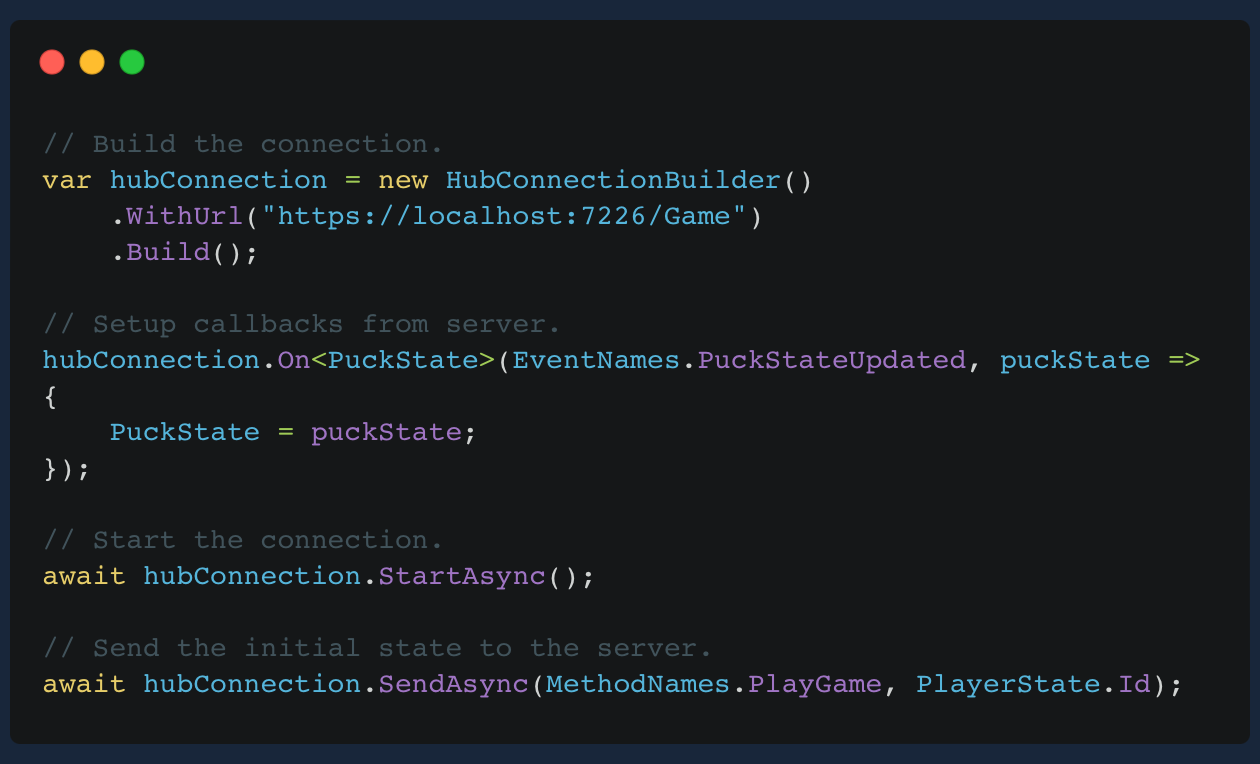 // Build the connection.
var hubConnection = new HubConnectionBuilder()
    .WithUrl("https://localhost:7226/Game")
    .Build();

// Setup callbacks from server.
hubConnection.On<PuckState>(EventNames.PuckStateUpdated, puckState =>
{
    PuckState = puckState;
});

// Start the connection.
await hubConnection.StartAsync();

// Send the initial state to the server.
await hubConnection.SendAsync(MethodNames.PlayGame, PlayerState.Id);